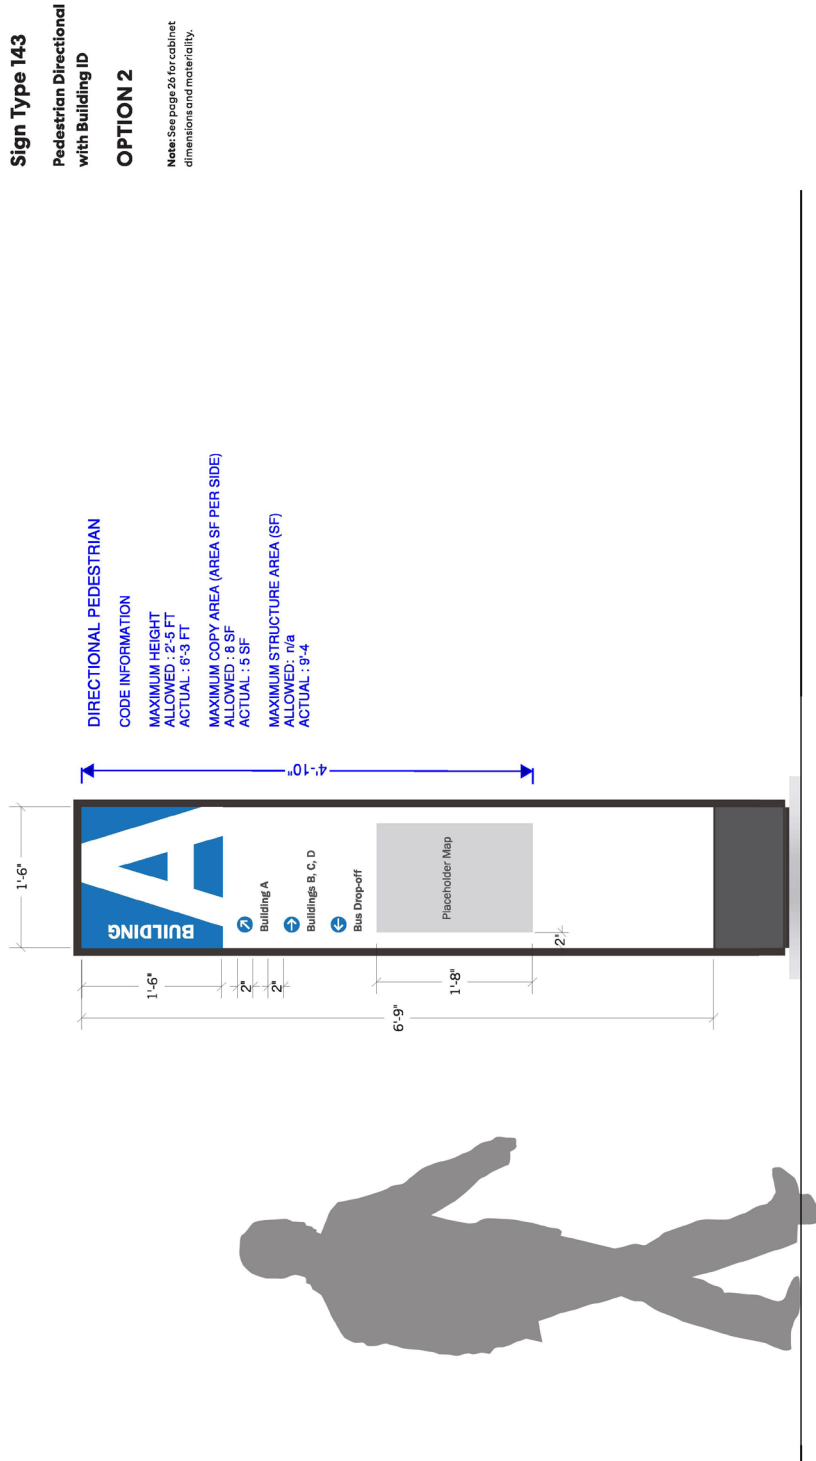 Sign Type 143
Pedestrian Directional
with Building ID
OPTION 2
Note: See page 26 for cabinet
dimensions and materiality.
DIRECTIONAL PEDESTRIAN
CODE INFORMATION
MAXIMUM HEIGHT
ALLOWED : 2'-5 FT
ACTUAL : 6'-3 FT
MAXIMUM COPY AREA (AREA SF PER SIDE)
ALLOWED : 8 SF
ACTUAL : 5 SF
MAXIMUM STRUCTURE AREA (SF)
ALLOWED: n/a
ACTUAL : 9'-4
4'-10"
1'-6"
BUILDING
A
Building A
Buildings B, C, D
Bus Drop-off
Placeholder Map
2"
1'-6"
2"
2"
1'-8"
6'-9"